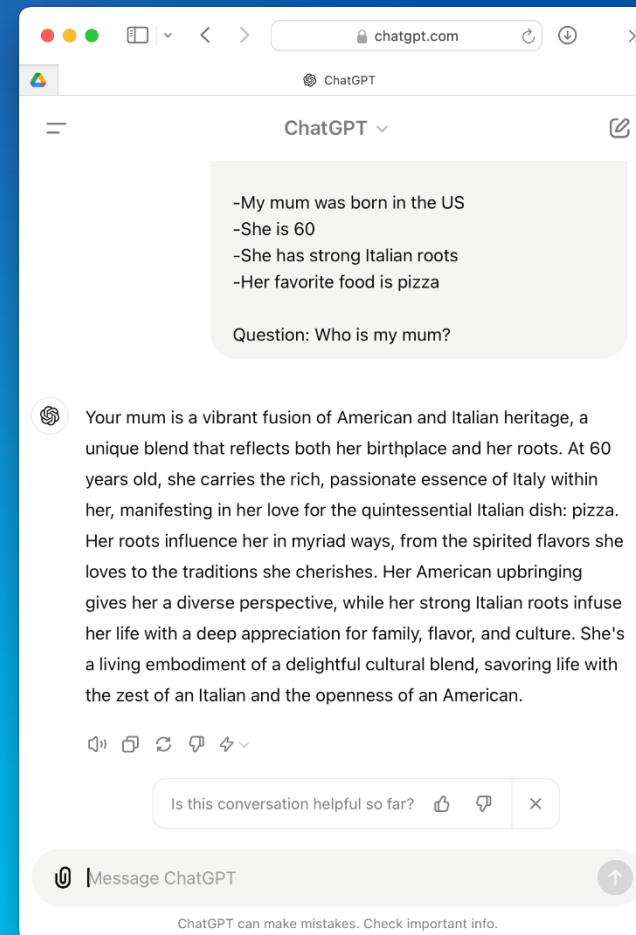 chatgpt.com
ChatGPT
ChatGPT
-My mum was born in the US
-She is 60
-She has strong Italian roots
-Her favorite food is pizza
Question: Who is my mum?
Your mum is a vibrant fusion of American and Italian heritage, a
unique blend that reflects both her birthplace and her roots. At 60
years old, she carries the rich, passionate essence of Italy within
her, manifesting in her love for the quintessential Italian dish: pizza.
Her roots influence her in myriad ways, from the spirited flavors she
loves to the traditions she cherishes. Her American upbringing
gives her a diverse perspective, while her strong Italian roots infuse
her life with a deep appreciation for family, flavor, and culture. She's
a living embodiment of a delightful cultural blend, savoring life with
the zest of an Italian and the openness of an American.
Is this conversation helpful so far?
Message ChatGPT
ChatGPT can make mistakes. Check important info.